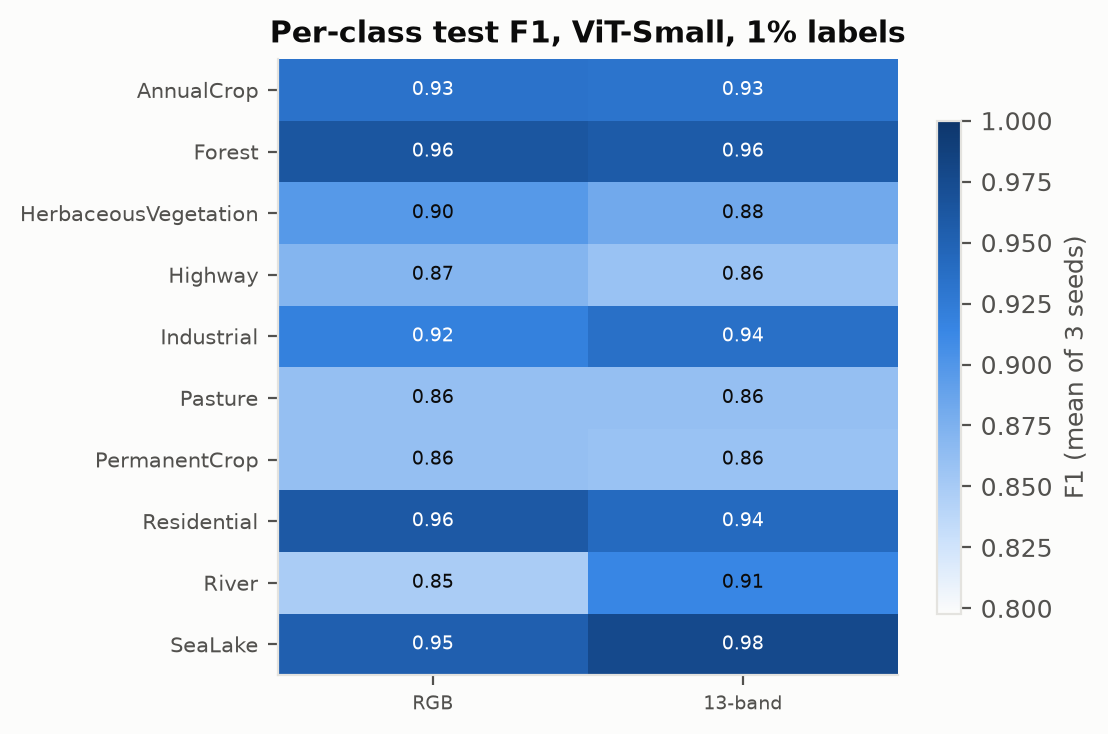 Per-class test F1, ViT-Small, 1% labels
AnnualCrop 0.93 0.93
Forest 0.96 0.96
HerbaceousVegetation 0.90 0.88
Highway 0.87 0.86
Industrial 0.92 0.94
Pasture 0.86 0.86
PermanentCrop 0.86 0.86
Residential 0.96 0.94
River 0.85 0.91
SeaLake 0.95 0.98
RGB 13-band
1.000
0.975
0.950
0.925
0.900
0.875
0.850
0.825
0.800
F1 (mean of 3 seeds)